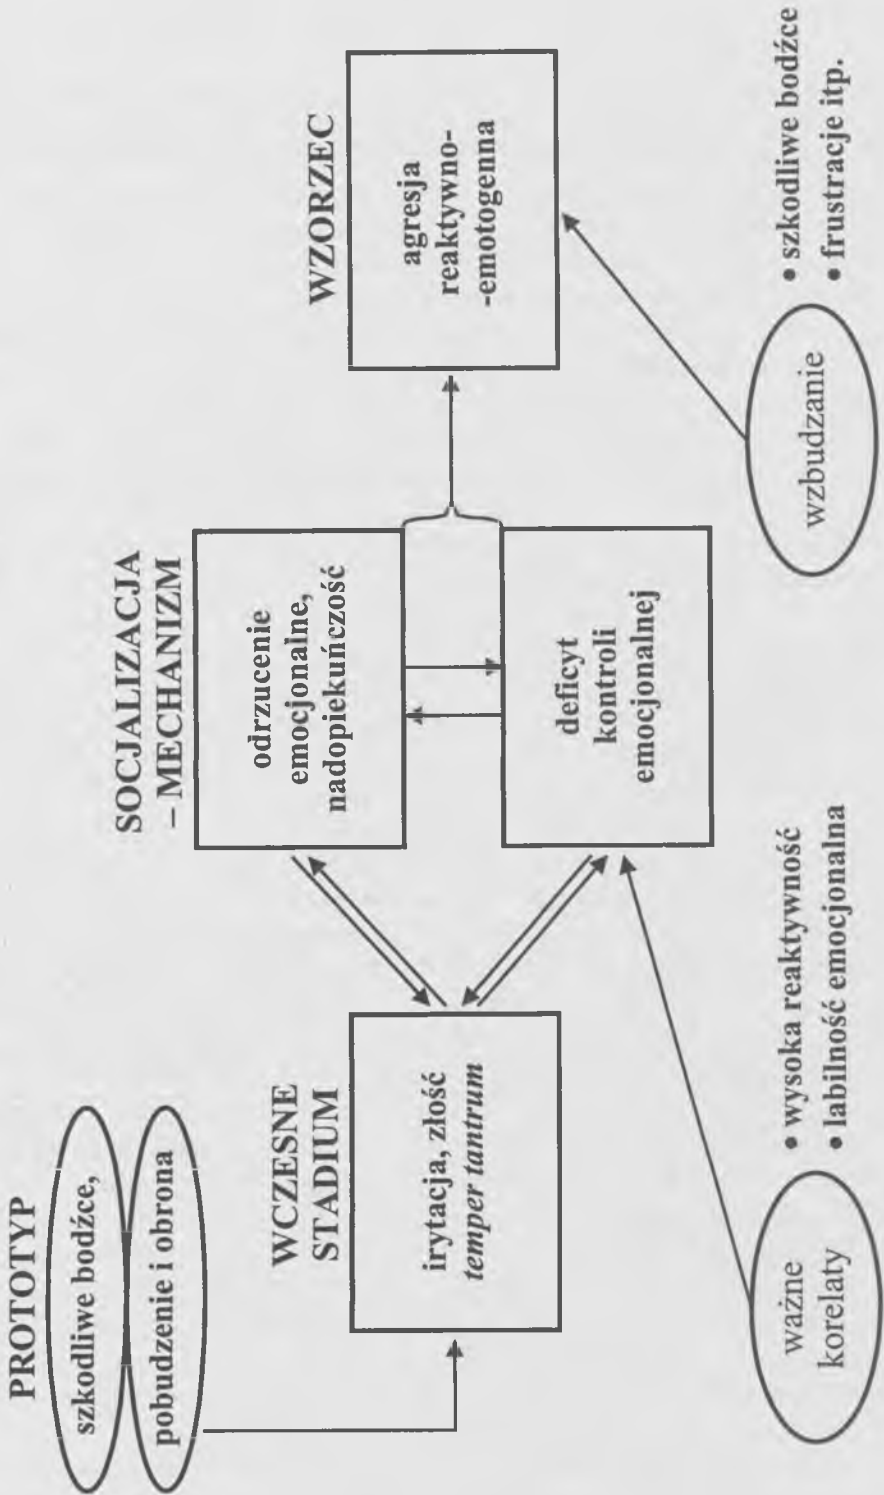 PROTOTYP
szkodliwe bodźce,
pobudzenie i obrona
WCZESNE
STADIUM
irytacja, złość
temper tantrum
SOCJALIZACJA
– MECHANIZM
odrzucenie
emocjonalne,
nadopiekuńczość
deficyt
kontroli
emocjonalnej
WZORZEC
agresja
reaktywno-
-emotogenna
ważne
korelaty
• wysoka reaktywność
• labilność emocjonalna
wzbudzanie
• szkodliwe bodźce
• frustracje itp.